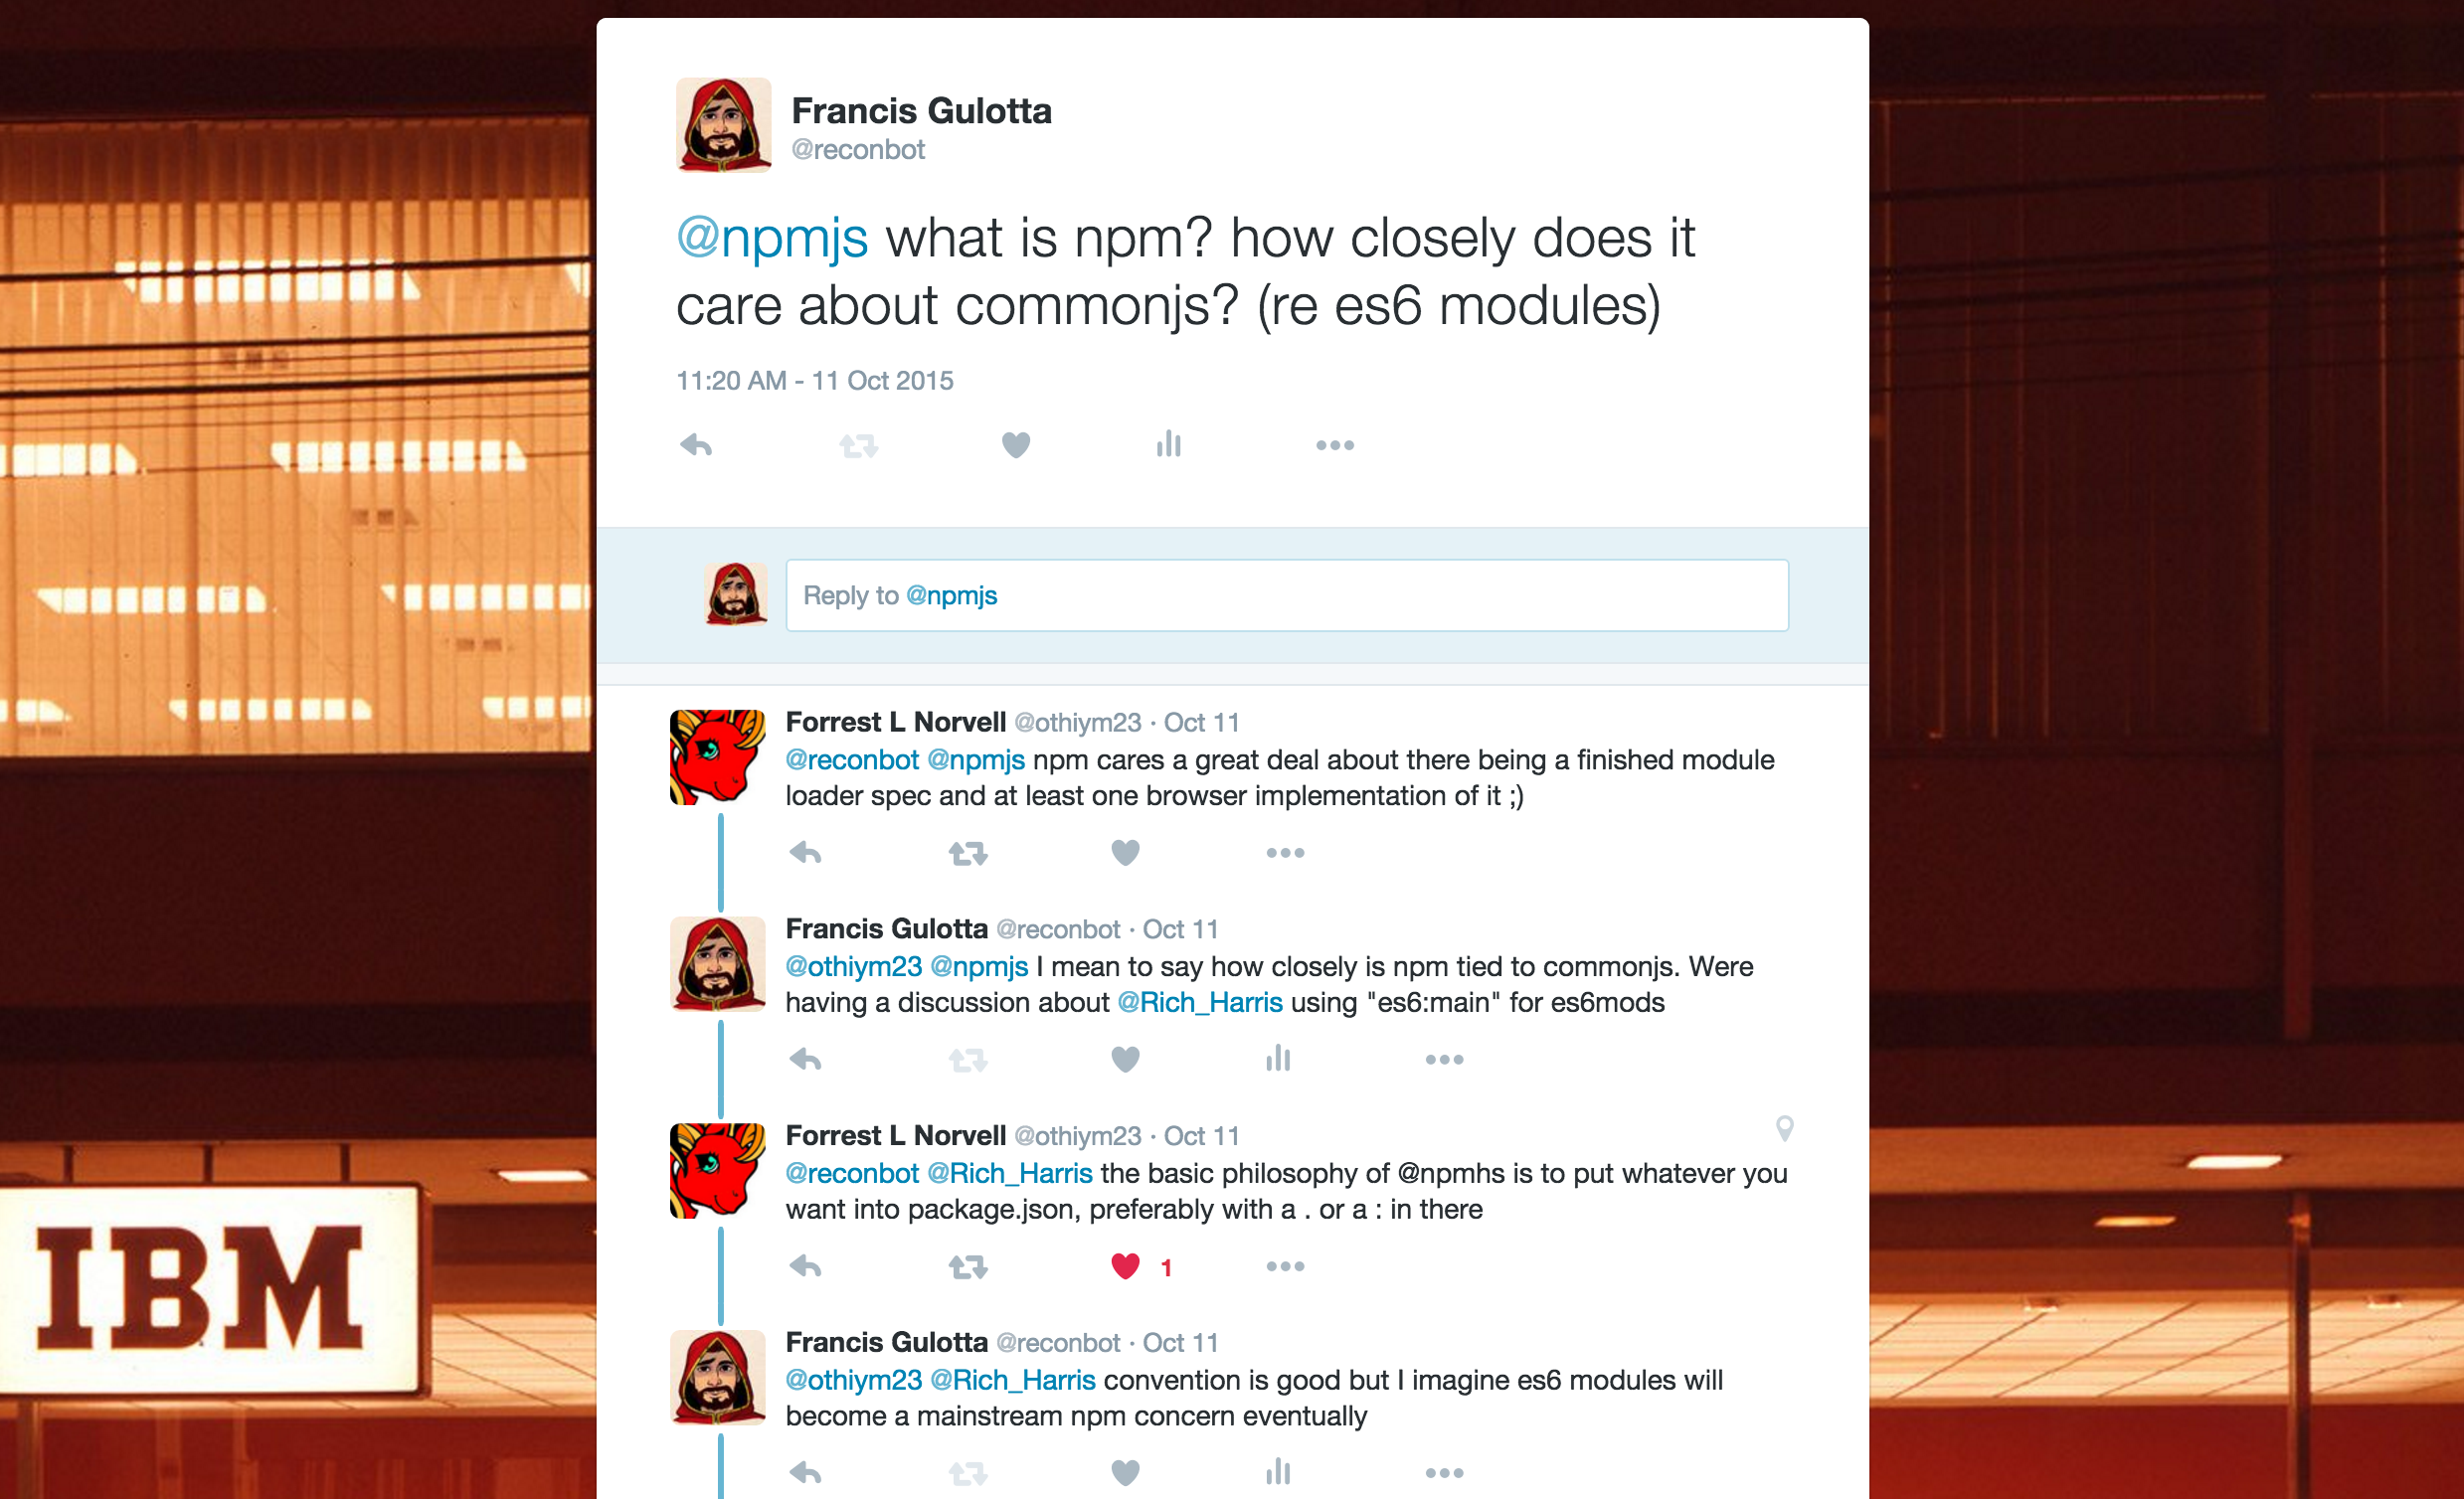 Francis Gulotta
@reconbot
@npmjs what is npm? how closely does it
care about commonjs? (re es6 modules)
11:20 AM - 11 Oct 2015
Reply to @npmjs
Forrest L Norvell @othiym23 · Oct 11
@reconbot @npmjs npm cares a great deal about there being a finished module
loader spec and at least one browser implementation of it ;)
Francis Gulotta @reconbot · Oct 11
@othiym23 @npmjs I mean to say how closely is npm tied to commonjs. Were
having a discussion about @Rich_Harris using "es6:main" for es6mods
Forrest L Norvell @othiym23 · Oct 11
@reconbot @Rich_Harris the basic philosophy of @npmhs is to put whatever you
want into package.json, preferably with a . or a : in there
1
Francis Gulotta @reconbot · Oct 11
@othiym23 @Rich_Harris convention is good but I imagine es6 modules will
become a mainstream npm concern eventually
IBM